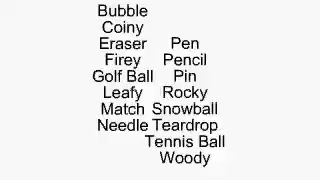 Bubble
Coiny
Eraser
Firey
Golf Ball
Leafy
Match
Needle
Pen
Pencil
Pin
Rocky
Snowball
Teardrop
Tennis Ball
Woody